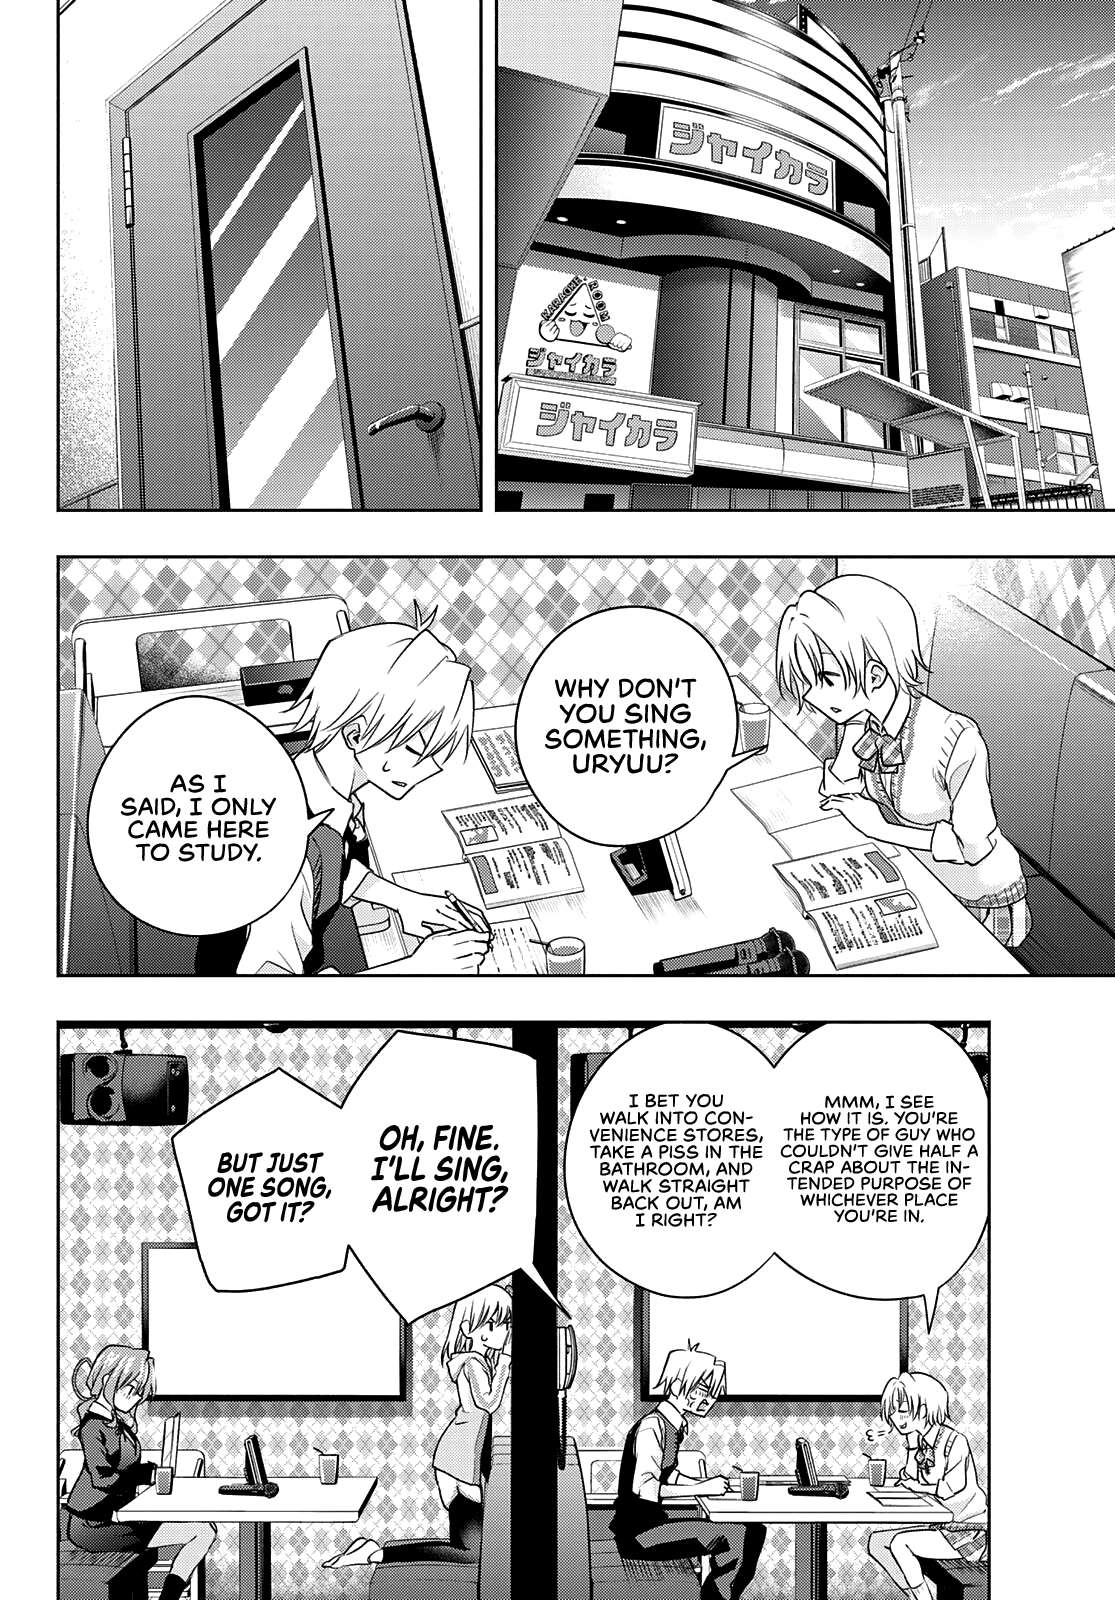 ジャイカラ
KARAOKE ROOM
ジャイカラ
ジャイカラ
WHY DON'T
YOU SING
SOMETHING,
URYUU?
AS I
SAID, I ONLY
CAME HERE
TO STUDY.
MMM, I SEE
HOW IT IS. YOU'RE
THE TYPE OF GUY WHO
COULDN'T GIVE HALF A
CRAP ABOUT THE IN-
TENDED PURPOSE OF
WHICHEVER PLACE
YOU'RE IN.
I BET YOU
WALK INTO CON-
VENIENCE STORES,
TAKE A PISS IN THE
BATHROOM, AND
WALK STRAIGHT
BACK OUT, AM
I RIGHT?
OH, FINE.
I'LL SING,
ALRIGHT?
BUT JUST
ONE SONG,
GOT IT?